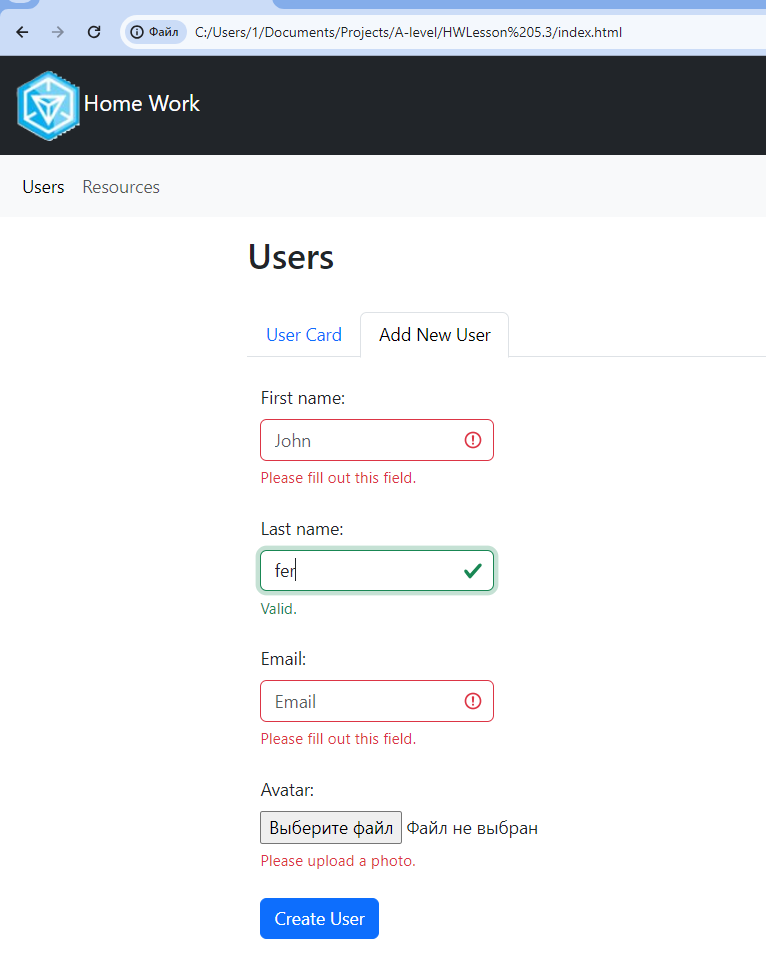 Файл C:/Users/1/Documents/Projects/A-level/HWLesson%205.3/index.html
Home Work
Users Resources
Users
User Card Add New User
First name:
John
Please fill out this field.
Last name:
fer
Valid.
Email:
Email
Please fill out this field.
Avatar:
Выберите файл Файл не выбран
Please upload a photo.
Create User